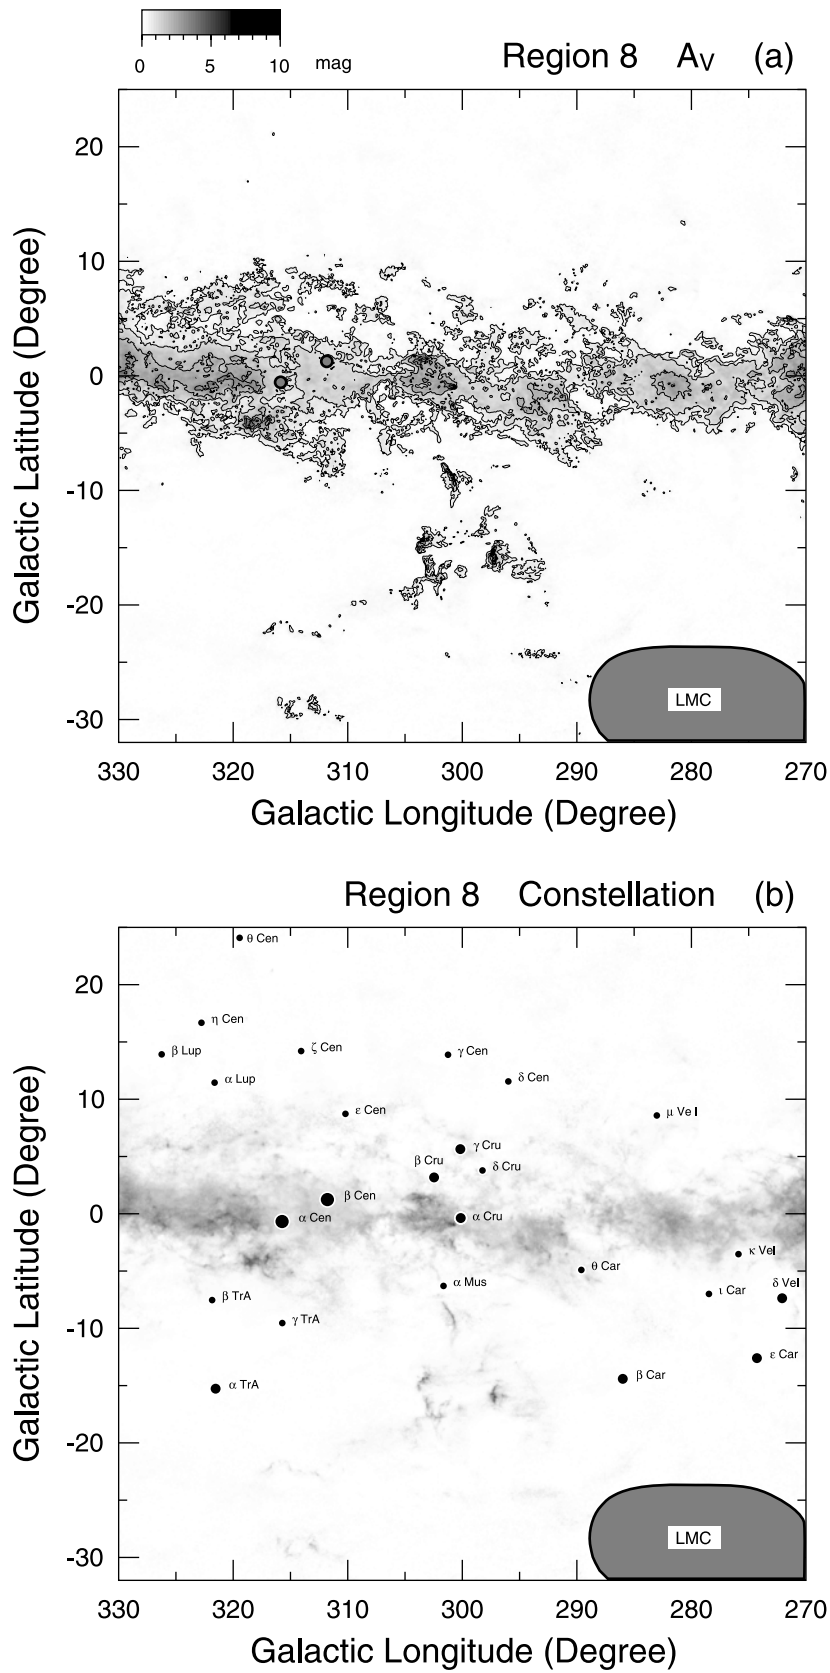 0 5 10 mag
Region 8 A_V (a)
20
10
0
-10
-20
-30
Galactic Latitude (Degree)
LMC
330 320 310 300 290 280 270
Galactic Longitude (Degree)
Region 8 Constellation (b)
20
10
0
-10
-20
-30
Galactic Latitude (Degree)
θ Cen
η Cen
β Lup
ζ Cen
γ Cen
α Lup
δ Cen
ε Cen
μ Vel
γ Cru
β Cru
δ Cru
β Cen
α Cen
α Cru
κ Vel
θ Car
α Mus
ι Car
δ Vel
β TrA
γ TrA
ε Car
α TrA
β Car
LMC
330 320 310 300 290 280 270
Galactic Longitude (Degree)